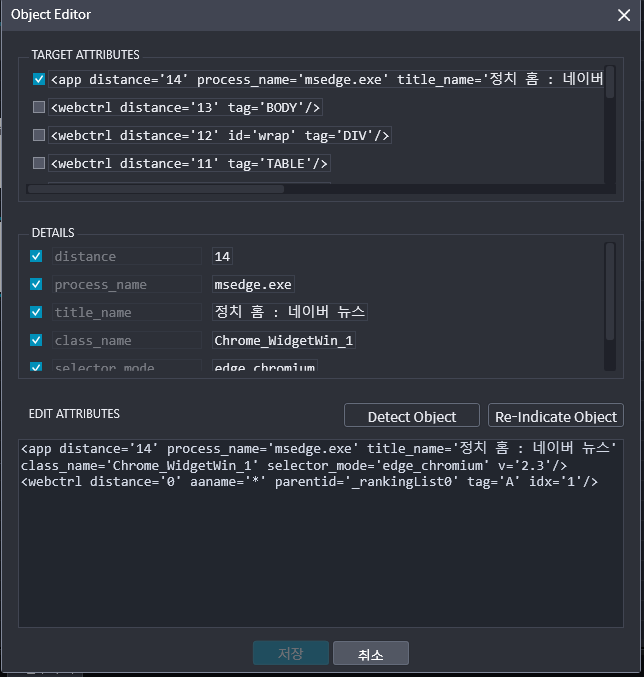 Object Editor
TARGET ATTRIBUTES
<app distance='14' process_name='msedge.exe' title_name='정치 홈 : 네이버
<webctrl distance='13' tag='BODY'/>
<webctrl distance='12' id='wrap' tag='DIV'/>
<webctrl distance='11' tag='TABLE'/>
DETAILS
distance 14
process_name msedge.exe
title_name 정치 홈 : 네이버 뉴스
class_name Chrome_WidgetWin_1
selector_mode edge_chromium
EDIT ATTRIBUTES Detect Object Re-Indicate Object
<app distance='14' process_name='msedge.exe' title_name='정치 홈 : 네이버 뉴스'
class_name='Chrome_WidgetWin_1' selector_mode='edge_chromium' v='2.3'/>
<webctrl distance='0' aaname='*' parentid='_rankingList0' tag='A' idx='1'/>
저장 취소